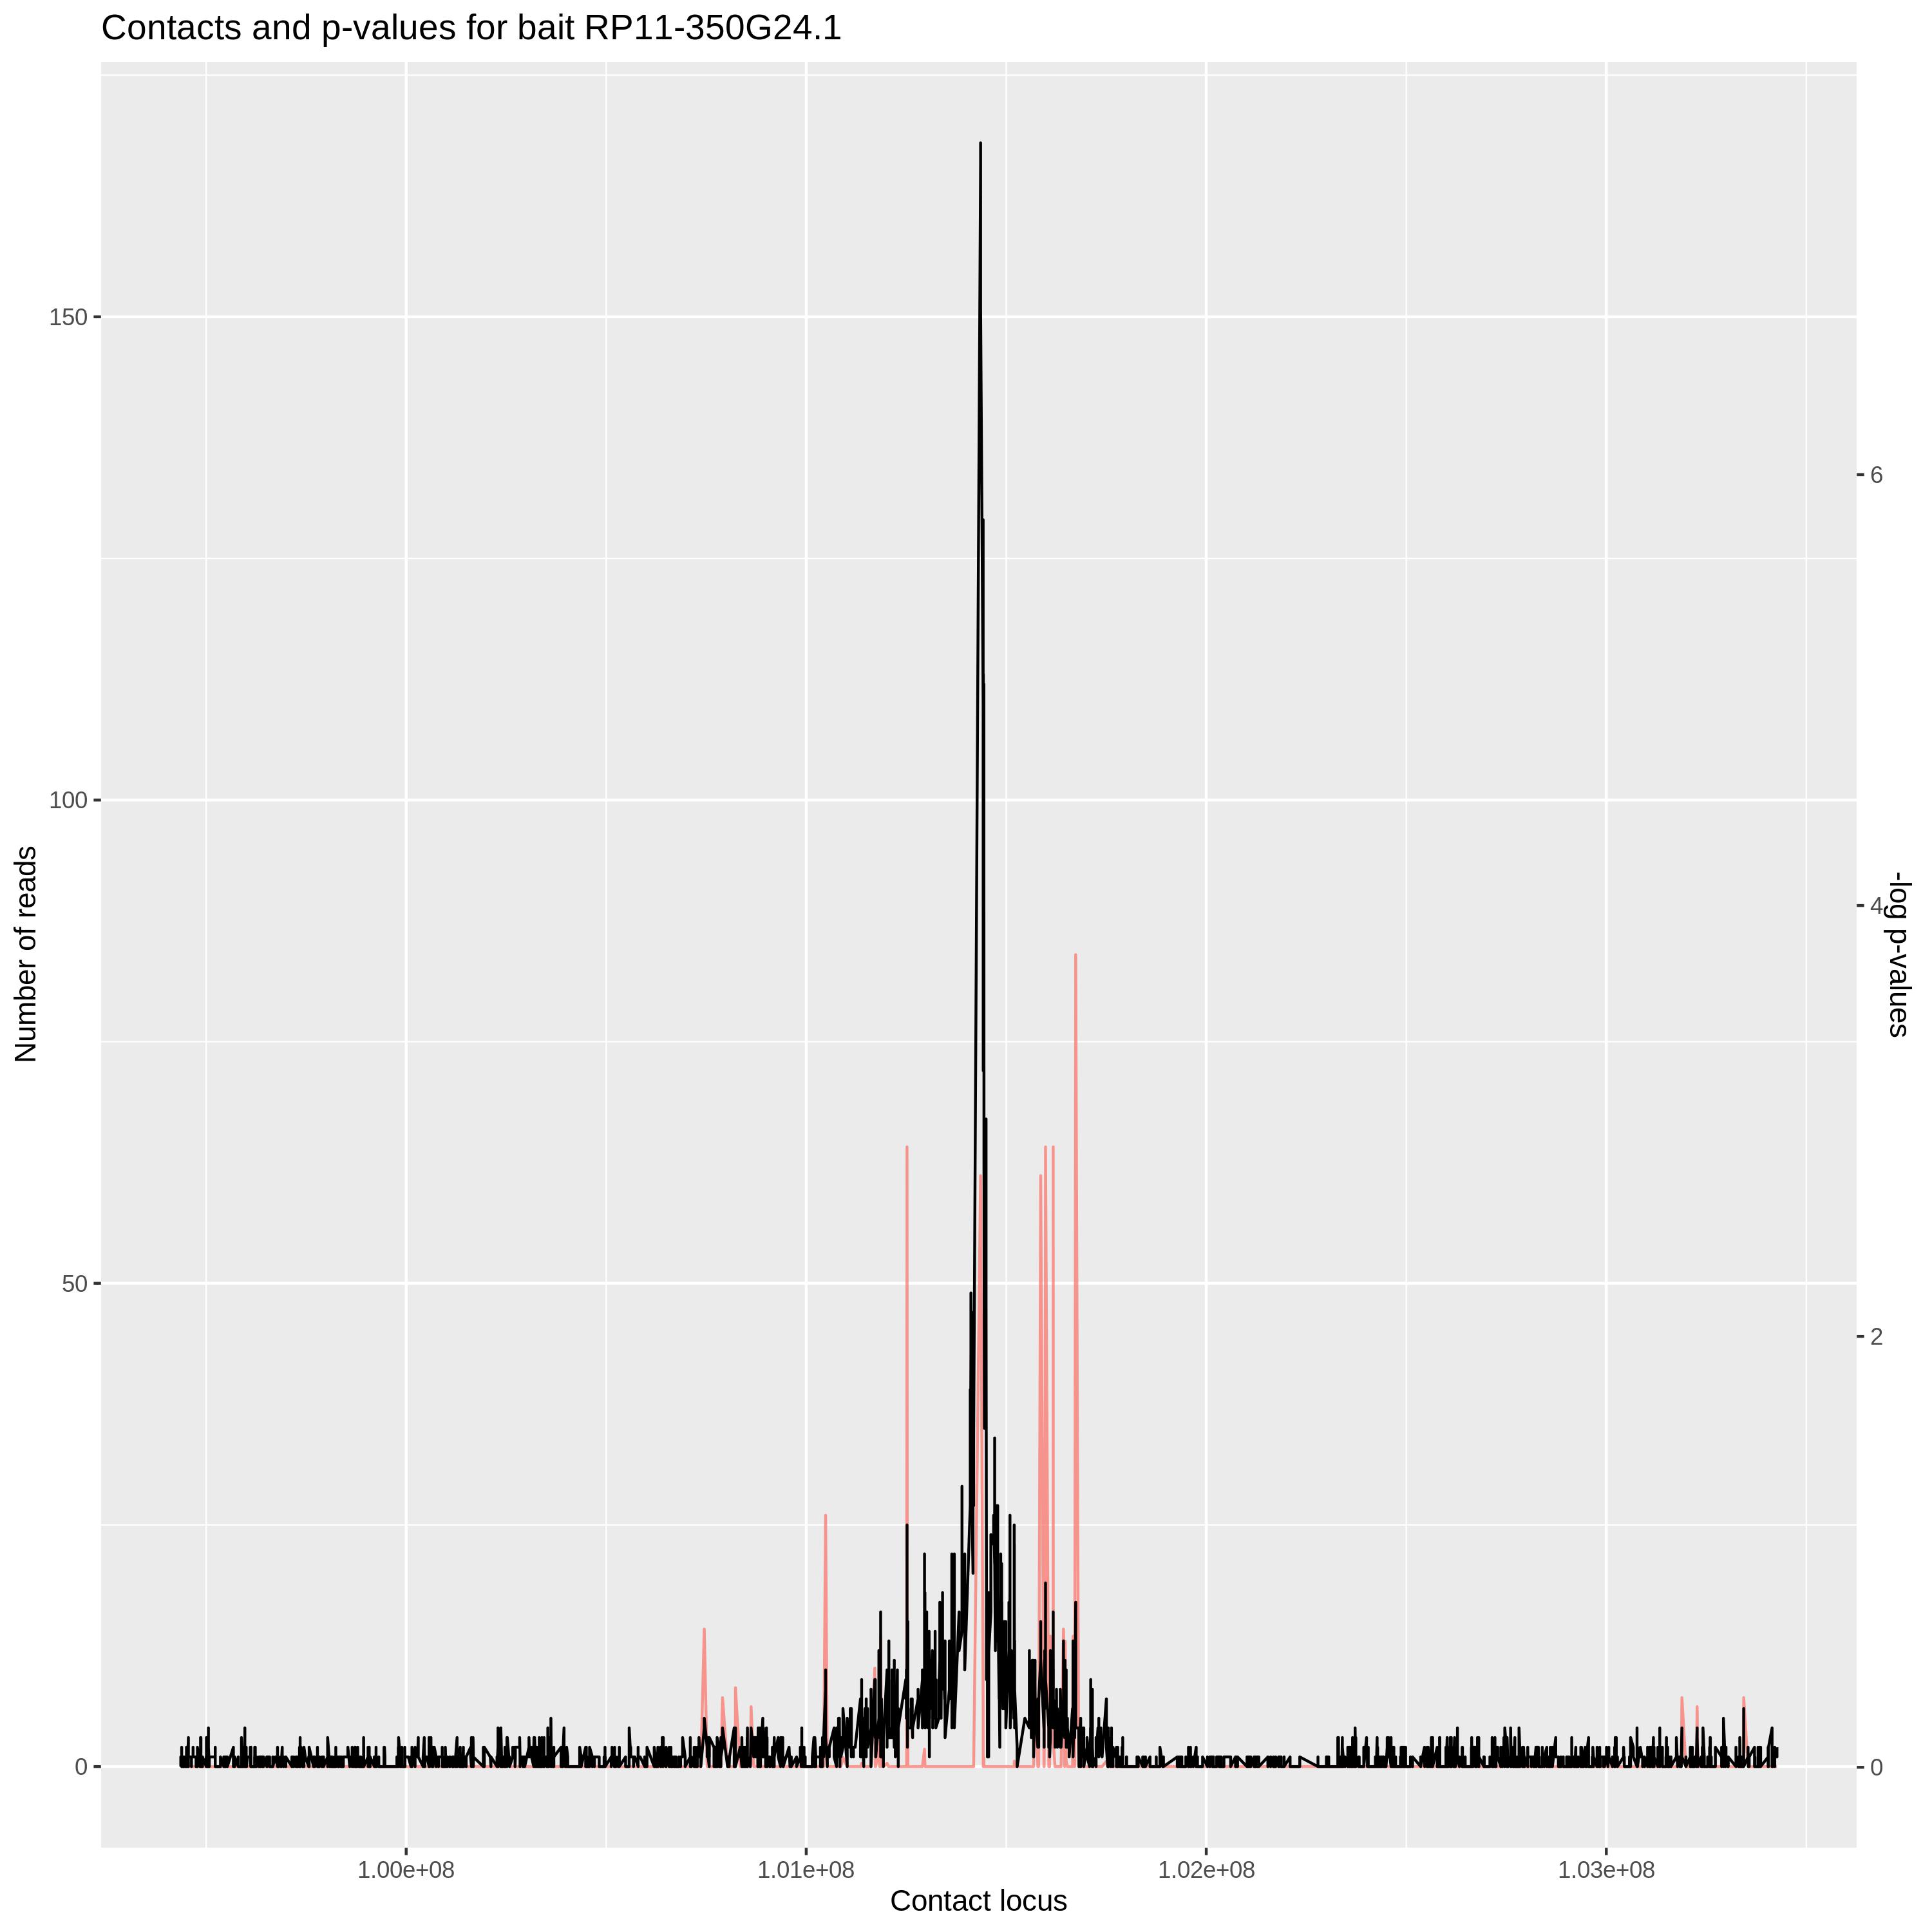 Contacts and p-values for bait RP11-350G24.1
150
100
50
0
Number of reads
6
4
2
0
-log p-values
1.00e+08
1.01e+08
1.02e+08
1.03e+08
Contact locus